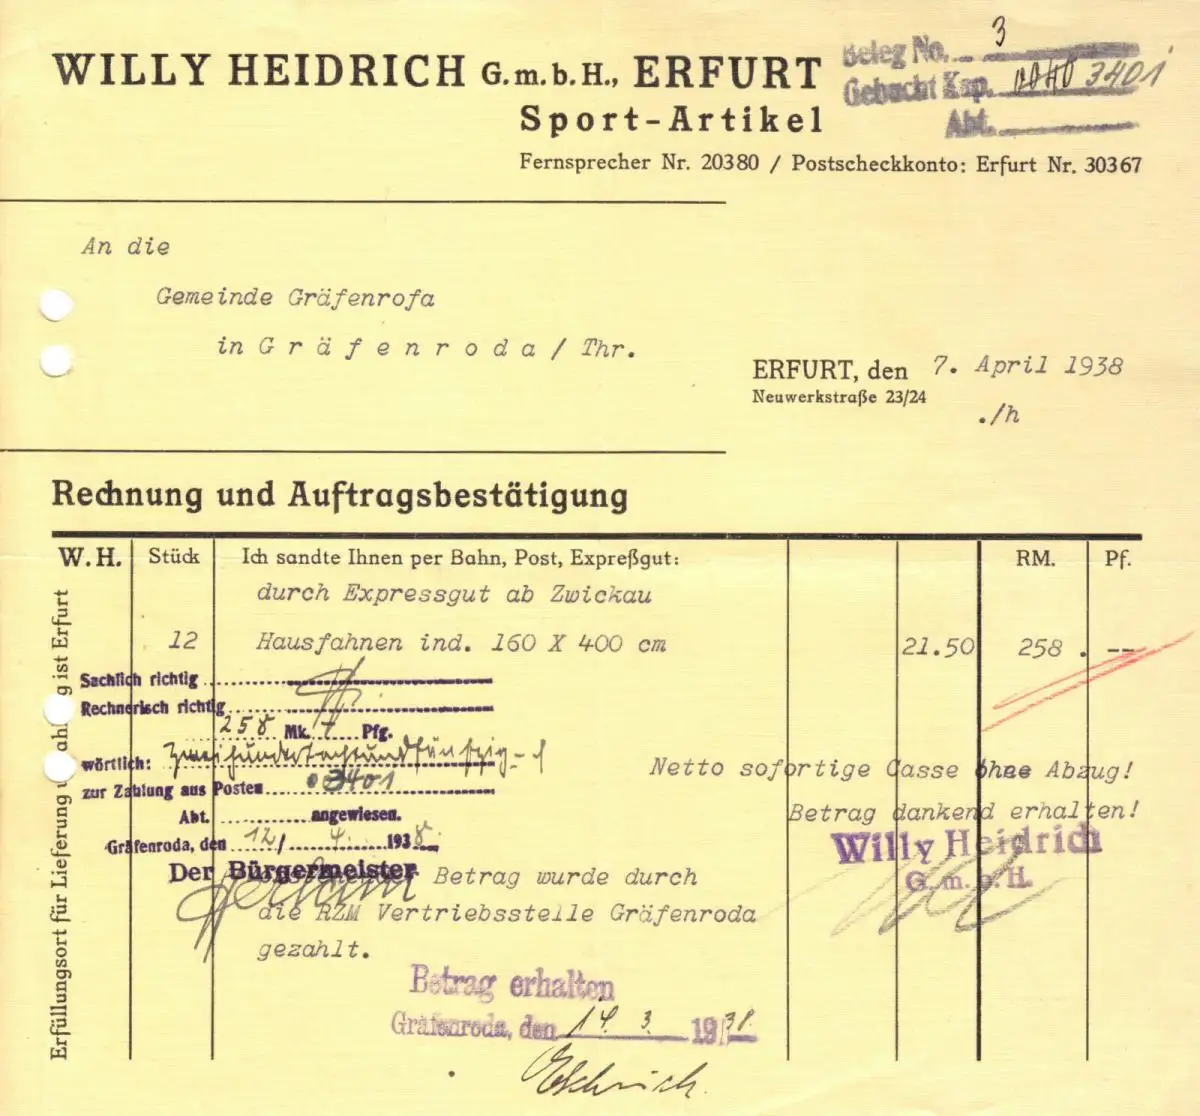 WILLY HEIDRICH G.m.b.H., ERFURT
Sport-Artikel
Fernsprecher Nr. 20380 / Postscheckkonto: Erfurt Nr. 30367
Beleg No. 3
Gebucht Kap. 3401
Abt.
An die
Gemeinde Gräfenrofa
in Gräfenroda / Thr.
ERFURT, den 7. April 1938
Neuwerkstraße 23/24
./h
Rechnung und Auftragsbestätigung
W.H. Stück Ich sandte Ihnen per Bahn, Post, Expreßgut: RM. Pf.
durch Expressgut ab Zwickau
12 Hausfahnen ind. 160 X 400 cm 21.50 258 . --
Sachlich richtig
Rechnerisch richtig
258 Mk. Pfg.
wörtlich: Zweihundertachtundfünfzig
zur Zahlung aus Posten 3401
Abt. angewiesen.
Gräfenroda, den 12/ 4. 1938.
Der Bürgermeister
Netto sofortige Casse ohne Abzug!
Betrag dankend erhalten!
Willy Heidrich
G.m.b.H.
Betrag wurde durch
die RZM Vertriebsstelle Gräfenroda
gezahlt.
Betrag erhalten
Gräfenroda, den 14. 3. 1938.
Erfüllungsort für Lieferung ahl g ist Erfurt